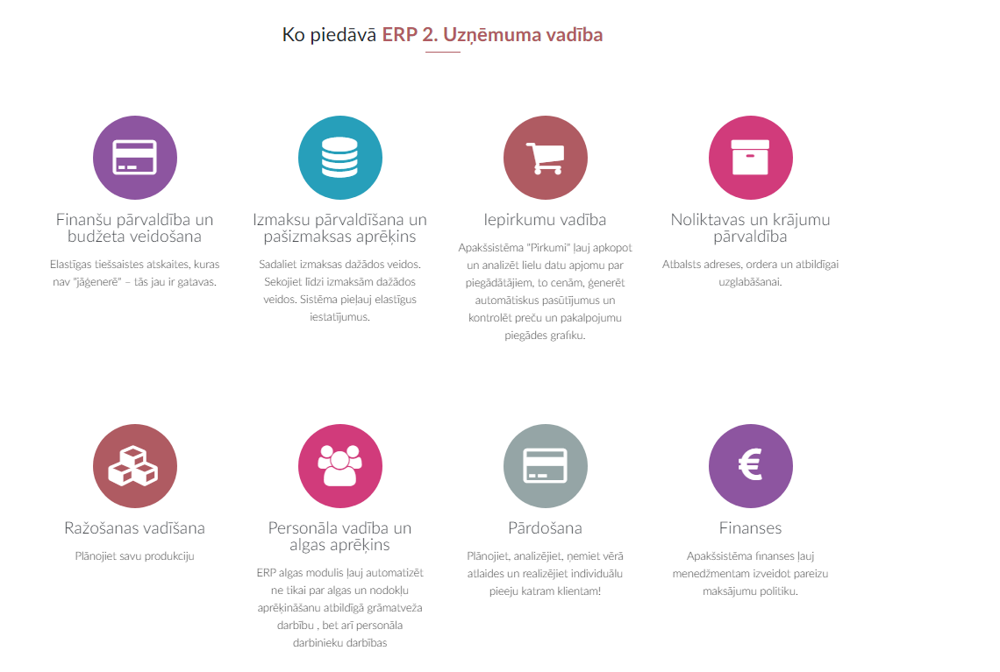 Ko piedāvā ERP 2. Uzņēmuma vadība
Finanšu pārvaldība un
budžeta veidošana
Elastīgas tiešsaistes atskaites, kuras
nav "jāģenerē" – tās jau ir gatavas.
Izmaksu pārvaldīšana un
pašizmaksas aprēķins
Sadaliet izmaksas dažādos veidos.
Sekojiet līdzi izmaksām dažādos
veidos. Sistēma pieļauj elastīgus
iestatījumus.
Iepirkumu vadība
Apakšsistēma "Pirkumi" ļauj apkopot
un analizēt lielu datu apjomu par
piegādātājiem, to cenām, ģenerēt
automātiskus pasūtījumus un
kontrolēt preču un pakalpojumu
piegādes grafiku.
Noliktavas un krājumu
pārvaldība
Atbalsts adreses, ordera un atbildīgai
uzglabāšanai.
Ražošanas vadīšana
Plānojiet savu produkciju
Personāla vadība un
algas aprēķins
ERP algas modulis ļauj automatizēt
ne tikai par algas un nodokļu
aprēķināšanu atbildīgā grāmatveža
darbību , bet arī personāla
darbinieku darbības
Pārdošana
Plānojiet, analizējiet, ņemiet vērā
atlaides un realizējiet individuālu
pieeju katram klientam!
Finanses
Apakšsistēma finanses ļauj
menedžmentam izveidot pareizu
maksājumu politiku.